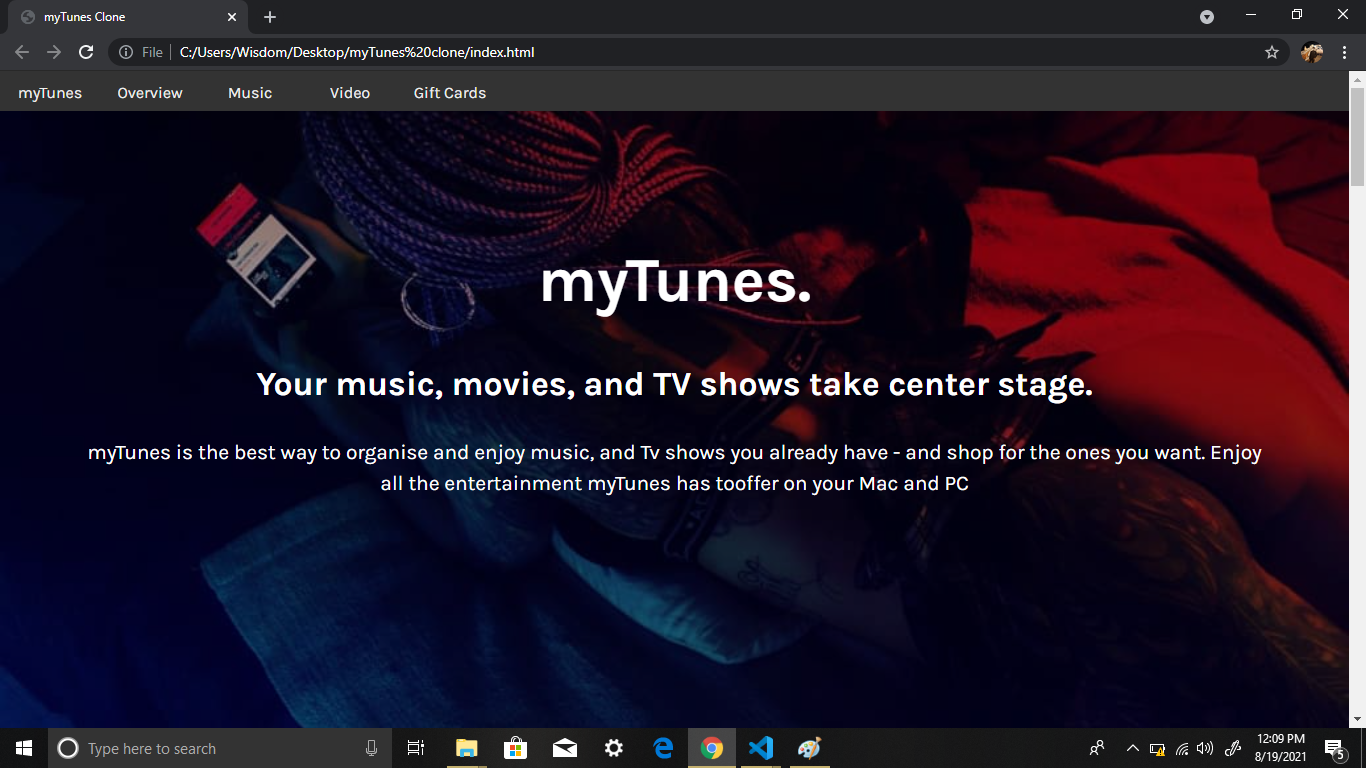 myTunes Clone
File
C:/Users/Wisdom/Desktop/myTunes%20clone/index.html
myTunes Overview Music Video Gift Cards
myTunes.
Your music, movies, and TV shows take center stage.
myTunes is the best way to organise and enjoy music, and Tv shows you already have - and shop for the ones you want. Enjoy
all the entertainment myTunes has tooffer on your Mac and PC
Type here to search
12:09 PM
8/19/2021
5